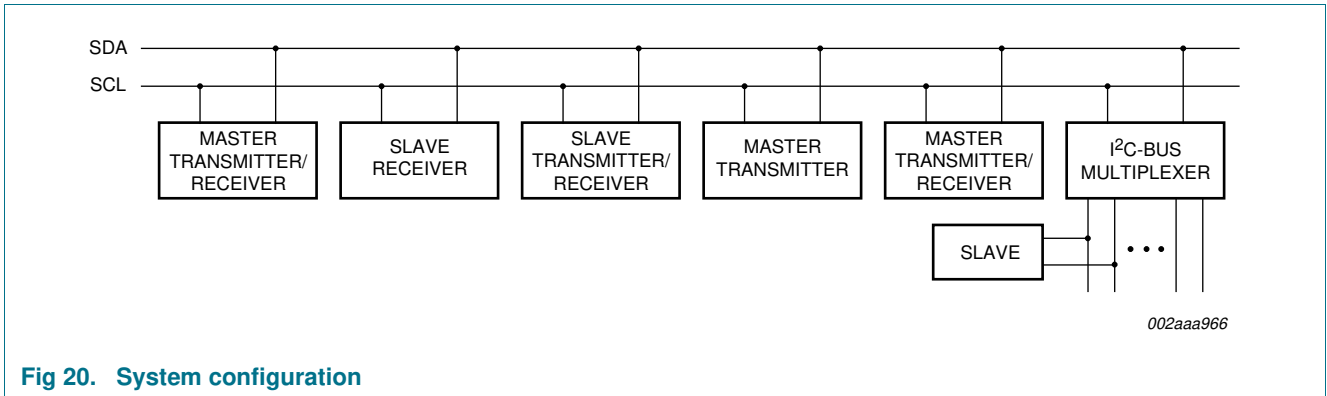 SDA
SCL
MASTER
TRANSMITTER/
RECEIVER
SLAVE
RECEIVER
SLAVE
TRANSMITTER/
RECEIVER
MASTER
TRANSMITTER
MASTER
TRANSMITTER/
RECEIVER
I²C-BUS
MULTIPLEXER
SLAVE
002aaa966
Fig 20. System configuration